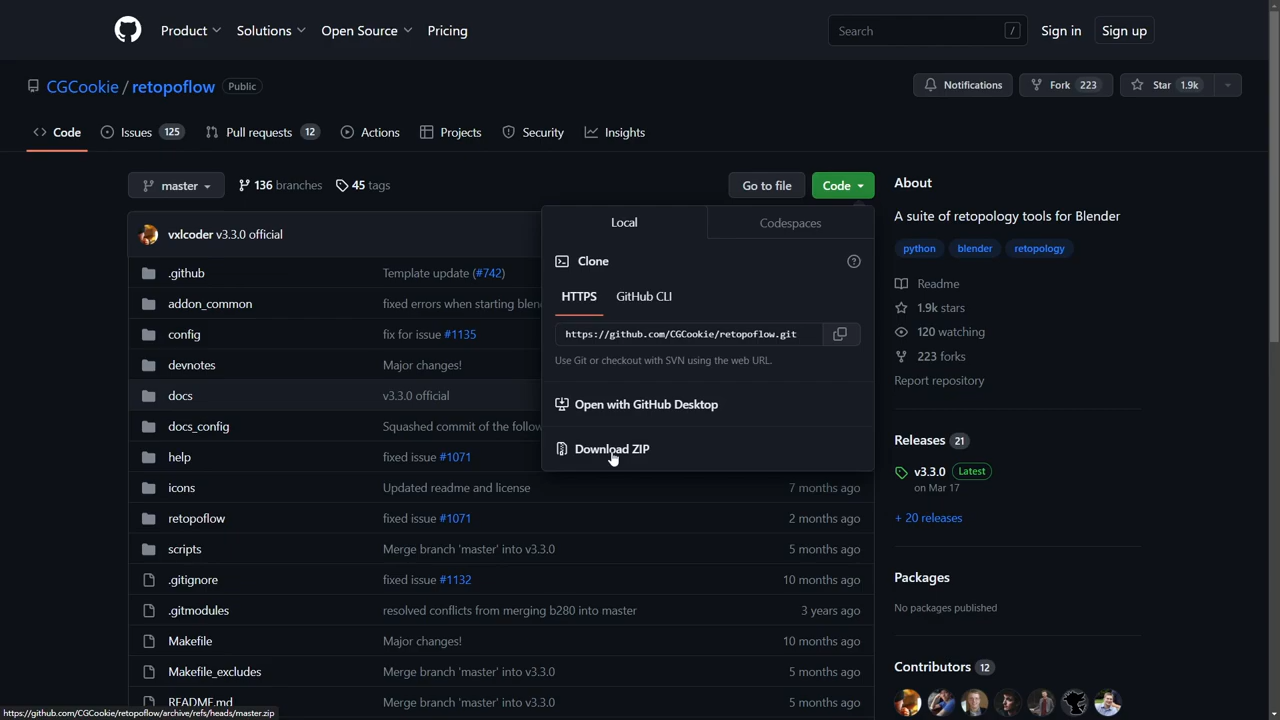 Product Solutions Open Source Pricing Search / Sign in Sign up
CGCookie / retopoflow Public Notifications Fork 223 Star 1.9k
<> Code Issues 125 Pull requests 12 Actions Projects Security Insights
master 136 branches 45 tags Go to file Code
vxlcoder v3.3.0 official
.github Template update (#742)
addon_common fixed errors when starting blen
config fix for issue #1135
devnotes Major changes!
docs v3.3.0 official
docs_config Squashed commit of the follow
help fixed issue #1071
icons Updated readme and license 7 months ago
retopoflow fixed issue #1071 2 months ago
scripts Merge branch 'master' into v3.3.0 5 months ago
.gitignore fixed issue #1132 10 months ago
.gitmodules resolved conflicts from merging b280 into master 3 years ago
Makefile Major changes! 10 months ago
Makefile_excludes Merge branch 'master' into v3.3.0 5 months ago
README.md Merge branch 'master' into v3.3.0 5 months ago
Local Codespaces
Clone
HTTPS GitHub CLI
https://github.com/CGCookie/retopoflow.git
Use Git or checkout with SVN using the web URL.
Open with GitHub Desktop
Download ZIP
About
A suite of retopology tools for Blender
python blender retopology
Readme
1.9k stars
120 watching
223 forks
Report repository
Releases 21
v3.3.0 Latest
on Mar 17
+ 20 releases
Packages
No packages published
Contributors 12
https://github.com/CGCookie/retopoflow/archive/refs/heads/master.zip